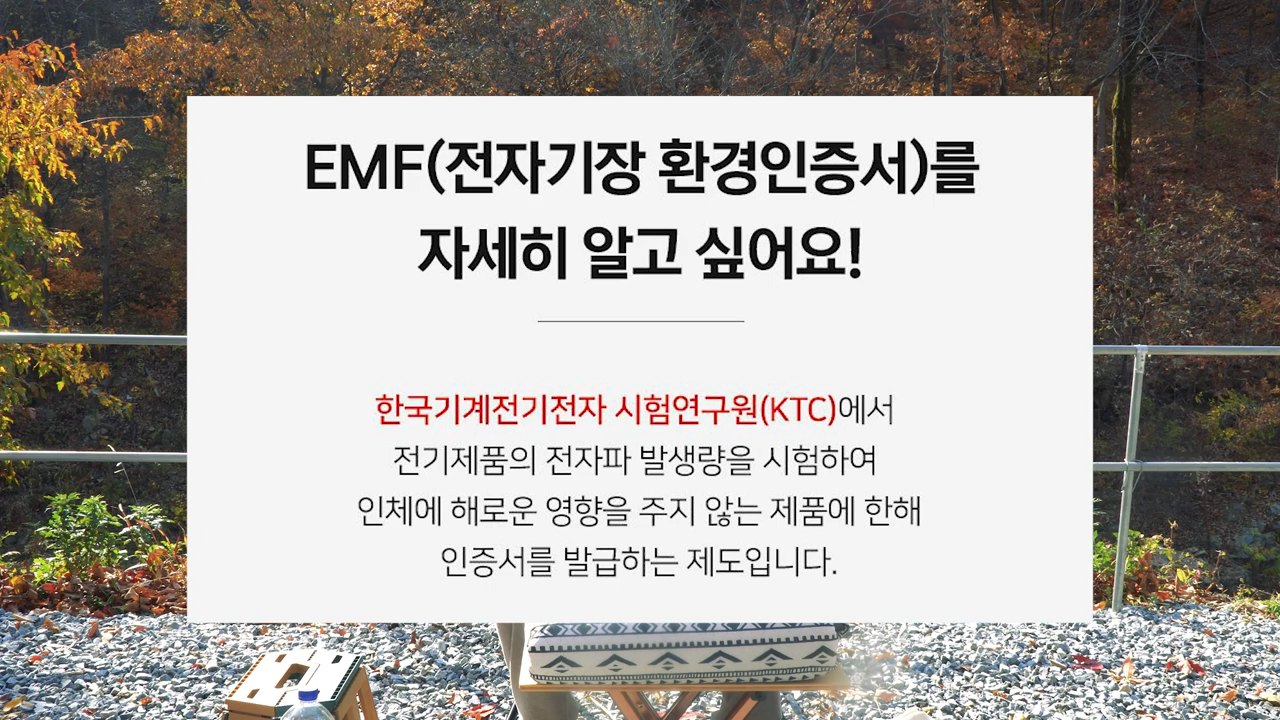 EMF(전자기장 환경인증서)를
자세히 알고 싶어요!
한국기계전기전자 시험연구원(KTC)에서
전기제품의 전자파 발생량을 시험하여
인체에 해로운 영향을 주지 않는 제품에 한해
인증서를 발급하는 제도입니다.